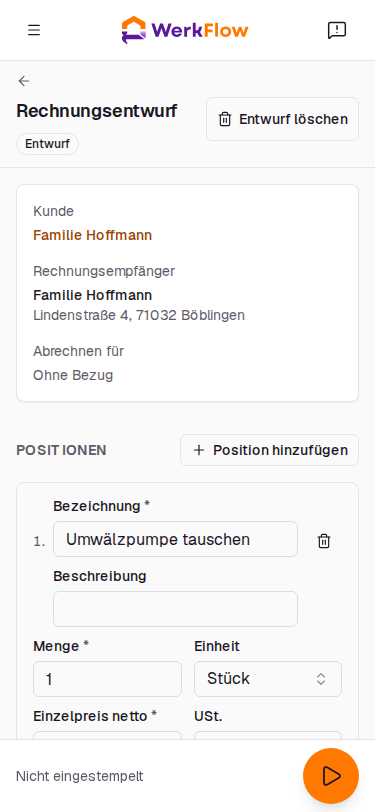 WerkFlow
Rechnungsentwurf
Entwurf löschen
Entwurf
Kunde
Familie Hoffmann
Rechnungsempfänger
Familie Hoffmann
Lindenstraße 4, 71032 Böblingen
Abrechnen für
Ohne Bezug
POSITIONEN
Position hinzufügen
Bezeichnung *
1. Umwälzpumpe tauschen
Beschreibung
Menge * Einheit
1 Stück
Einzelpreis netto * USt.
Nicht eingestempelt